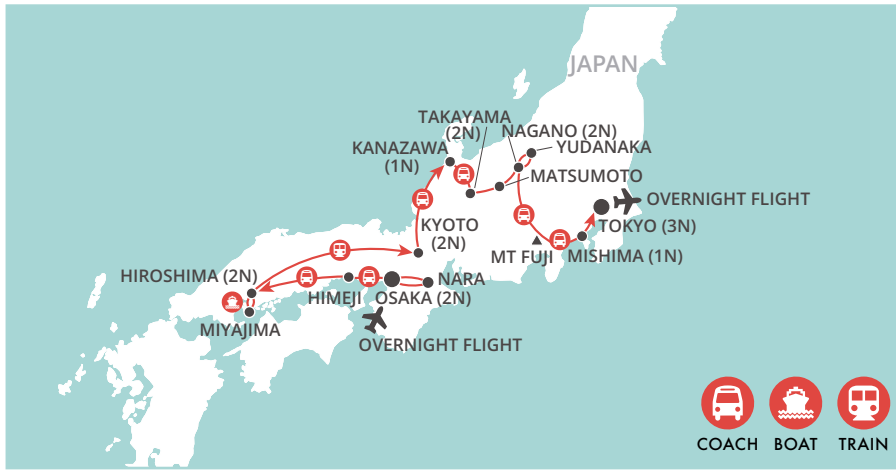 JAPAN
TAKAYAMA
(2N)
NAGANO (2N)
YUDANAKA
KANAZAWA
(1N)
MATSUMOTO
OVERNIGHT FLIGHT
TOKYO (3N)
KYOTO
(2N)
MT FUJI
MISHIMA (1N)
HIROSHIMA (2N)
NARA
HIMEJI
OSAKA (2N)
MIYAJIMA
OVERNIGHT FLIGHT
COACH
BOAT
TRAIN